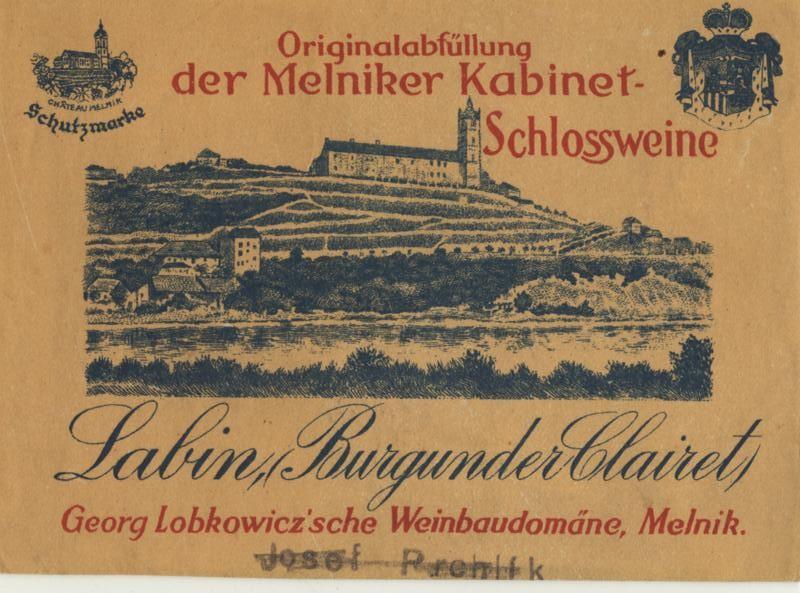 Originalabfüllung
der Melniker Kabinet-
Schlossweine
CHÂTEAU MELNIK
Schutzmarke
Labin, (Burgunder Clairet)
Georg Lobkowicz'sche Weinbaudomäne, Melnik.
Josef